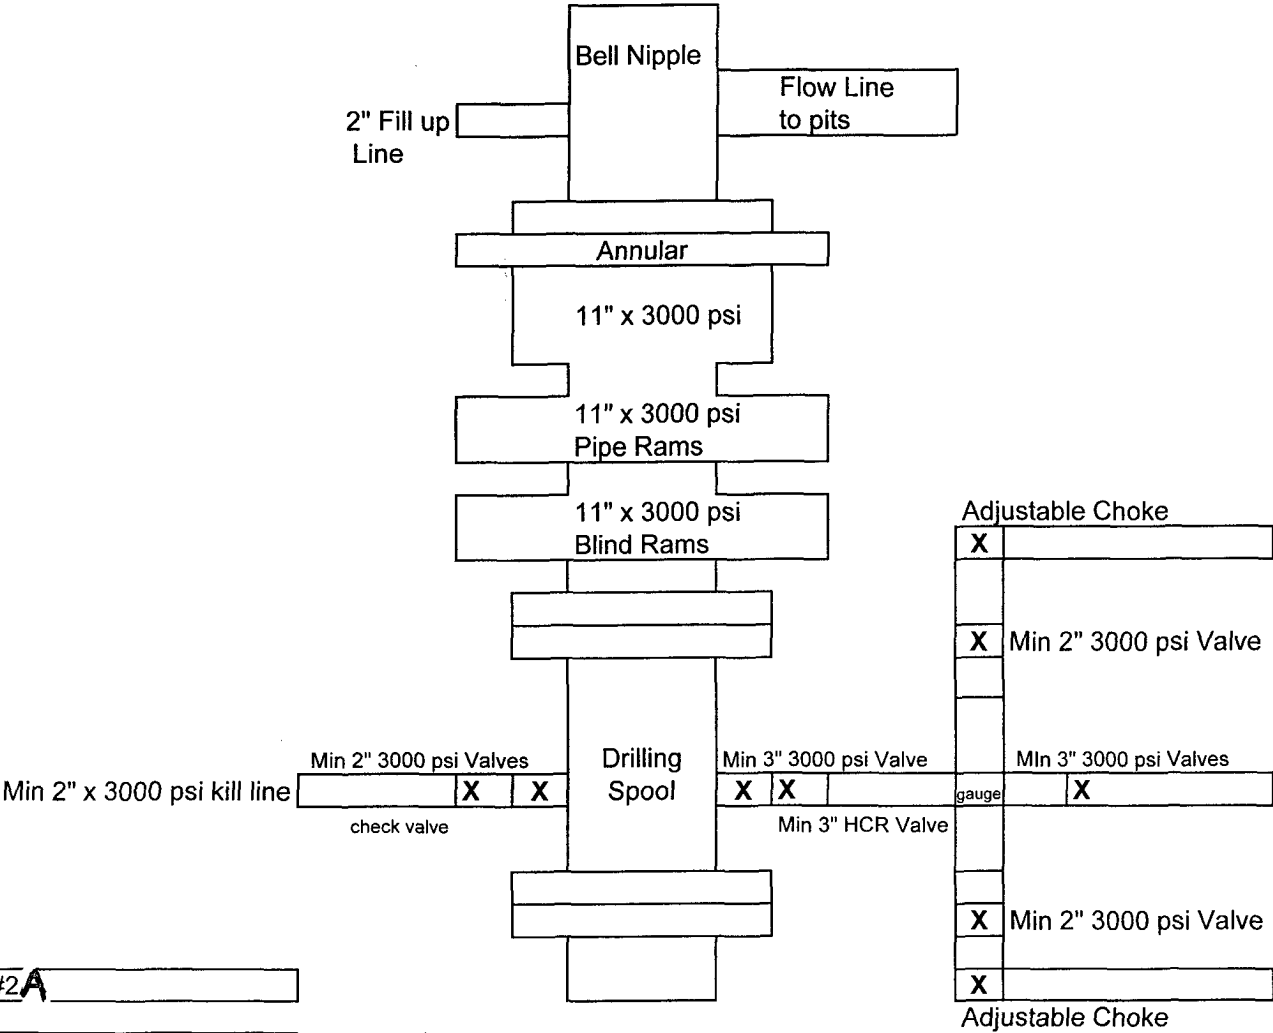 Bell Nipple
Flow Line
to pits
2" Fill up
Line
Annular
11" x 3000 psi
11" x 3000 psi
Pipe Rams
11" x 3000 psi
Blind Rams
Adjustable Choke
X
X Min 2" 3000 psi Valve
Min 2" 3000 psi Valves
Drilling
Spool
Min 3" 3000 psi Valve
MIn 3" 3000 psi Valves
Min 2" x 3000 psi kill line
X X
X X
gauge
X
check valve
Min 3" HCR Valve
X Min 2" 3000 psi Valve
#2A
X
Adjustable Choke